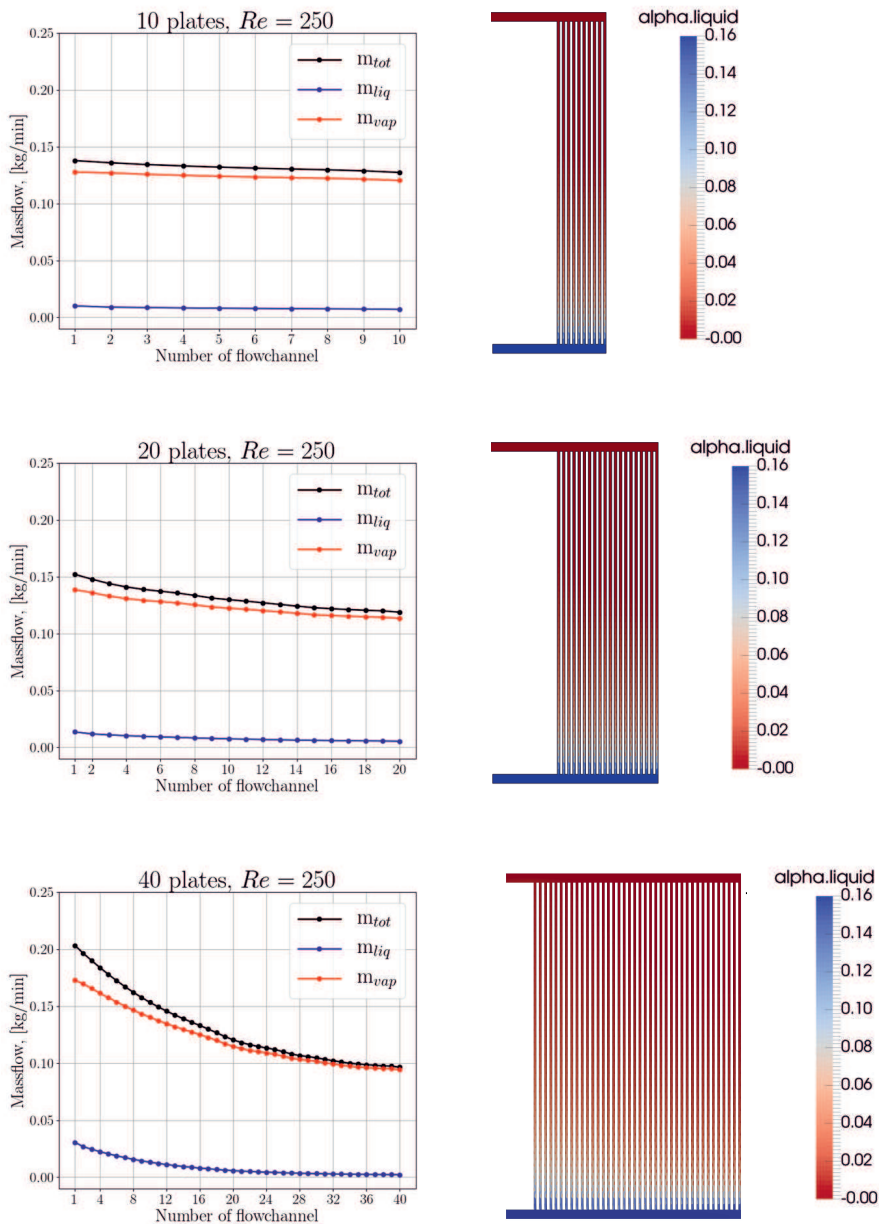 10 plates, Re = 250
0.25
0.20
0.15
0.10
0.05
0.00
Massflow, [kg/min]
m_tot
m_liq
m_vap
1 2 3 4 5 6 7 8 9 10
Number of flowchannel
alpha.liquid
0.16
0.14
0.12
0.10
0.08
0.06
0.04
0.02
-0.00
20 plates, Re = 250
0.25
0.20
0.15
0.10
0.05
0.00
Massflow, [kg/min]
m_tot
m_liq
m_vap
1 2 4 6 8 10 12 14 16 18 20
Number of flowchannel
alpha.liquid
0.16
0.14
0.12
0.10
0.08
0.06
0.04
0.02
-0.00
40 plates, Re = 250
0.25
0.20
0.15
0.10
0.05
0.00
Massflow, [kg/min]
m_tot
m_liq
m_vap
1 4 8 12 16 20 24 28 32 36 40
Number of flowchannel
alpha.liquid
0.16
0.14
0.12
0.10
0.08
0.06
0.04
0.02
-0.00